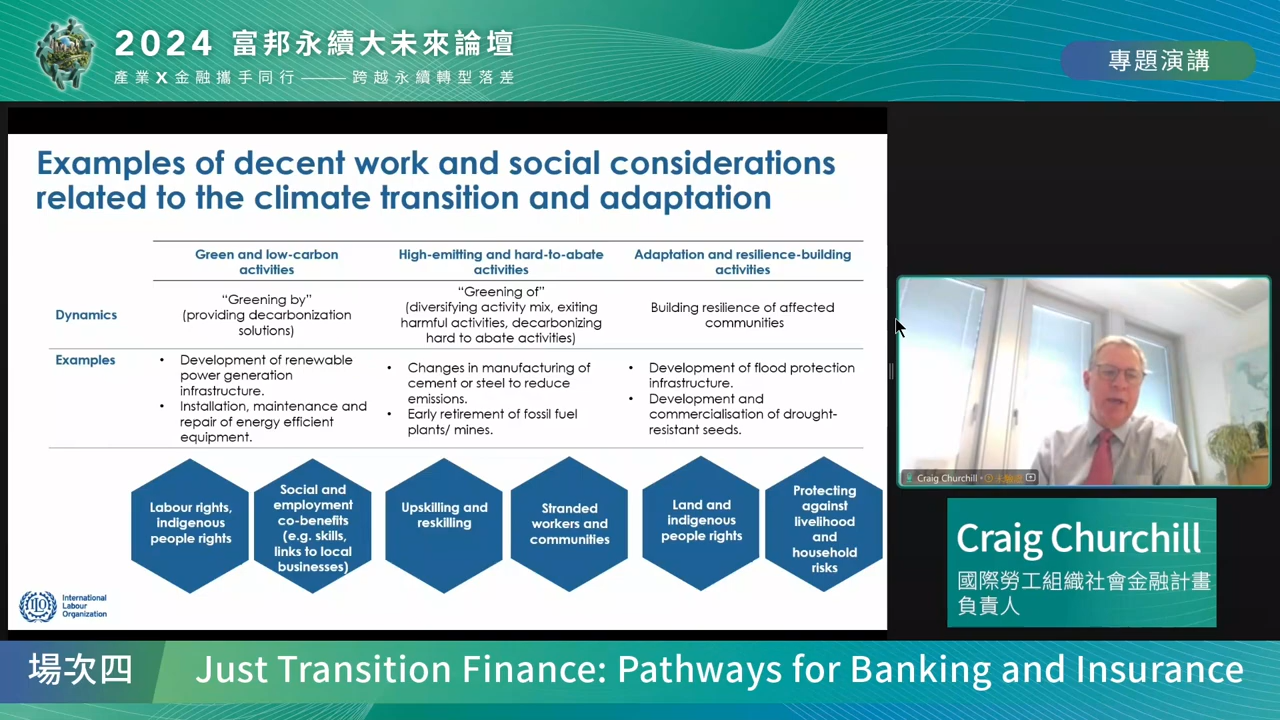 2024 富邦永續大未來論壇
產業X金融攜手同行——跨越永續轉型落差
專題演講
Examples of decent work and social considerations
related to the climate transition and adaptation
Green and low-carbon
activities
High-emitting and hard-to-abate
activities
Adaptation and resilience-building
activities
Dynamics
“Greening by”
(providing decarbonization
solutions)
“Greening of”
(diversifying activity mix, exiting
harmful activities, decarbonizing
hard to abate activities)
Building resilience of affected
communities
Examples
• Development of renewable
power generation
infrastructure.
• Installation, maintenance and
repair of energy efficient
equipment.
• Changes in manufacturing of
cement or steel to reduce
emissions.
• Early retirement of fossil fuel
plants/ mines.
• Development of flood protection
infrastructure.
• Development and
commercialisation of drought-
resistant seeds.
Labour rights,
indigenous
people rights
Social and
employment
co-benefits
(e.g. skills,
links to local
businesses)
Upskilling and
reskilling
Stranded
workers and
communities
Land and
indigenous
people rights
Protecting
against
livelihood
and
household
risks
International
Labour
Organization
Craig Churchill
Craig Churchill
國際勞工組織社會金融計畫
負責人
場次四
Just Transition Finance: Pathways for Banking and Insurance